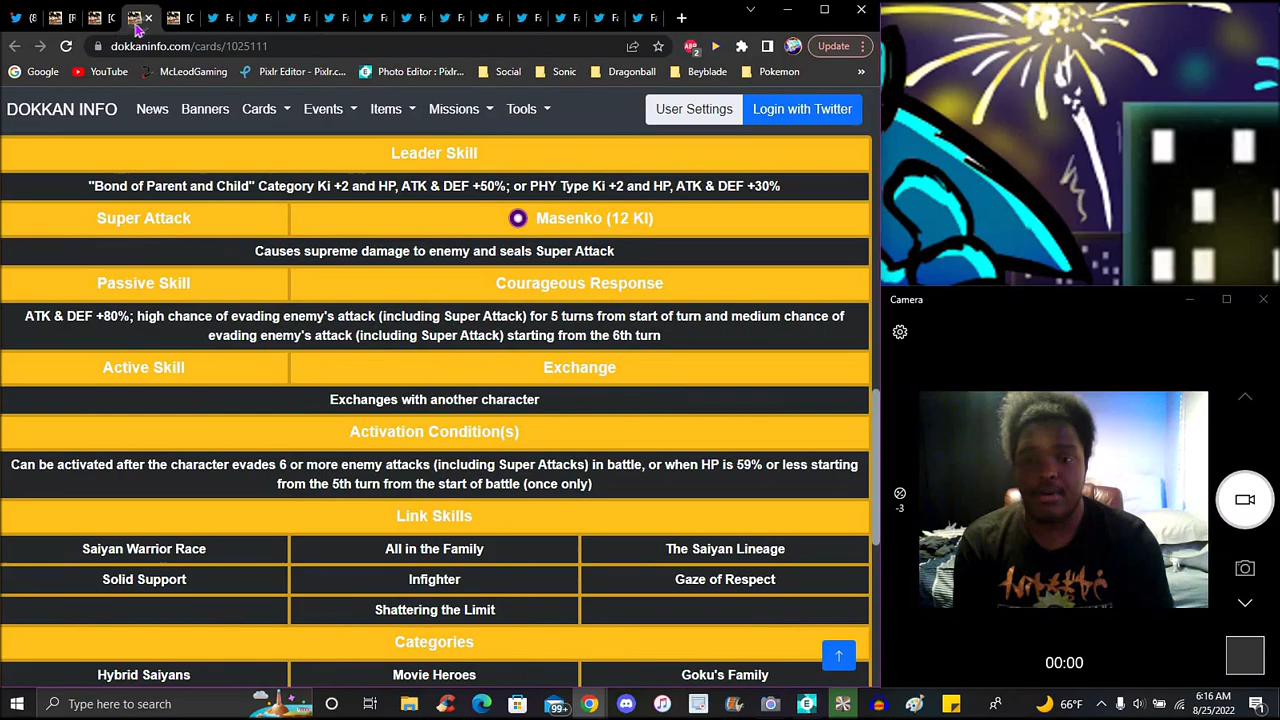 dokkaninfo.com/cards/1025111
2
Update
Google
YouTube
McLeodGaming
Pixlr Editor - Pixlr.c...
Photo Editor : Pixlr...
Social
Sonic
Dragonball
Beyblade
Pokemon
»
DOKKAN INFO
News
Banners
Cards
Events
Items
Missions
Tools
User Settings
Login with Twitter
Leader Skill
"Bond of Parent and Child" Category Ki +2 and HP, ATK & DEF +50%; or PHY Type Ki +2 and HP, ATK & DEF +30%
Super Attack
Masenko (12 KI)
Causes supreme damage to enemy and seals Super Attack
Passive Skill
Courageous Response
ATK & DEF +80%; high chance of evading enemy's attack (including Super Attack) for 5 turns from start of turn and medium chance of
evading enemy's attack (including Super Attack) starting from the 6th turn
Active Skill
Exchange
Exchanges with another character
Activation Condition(s)
Can be activated after the character evades 6 or more enemy attacks (including Super Attacks) in battle, or when HP is 59% or less starting
from the 5th turn from the start of battle (once only)
Link Skills
Saiyan Warrior Race
All in the Family
The Saiyan Lineage
Solid Support
Infighter
Gaze of Respect
Shattering the Limit
Categories
Hybrid Saiyans
Movie Heroes
Goku's Family
Camera
-3
00:00
Type here to search
99+
66°F
6:16 AM
8/25/2022